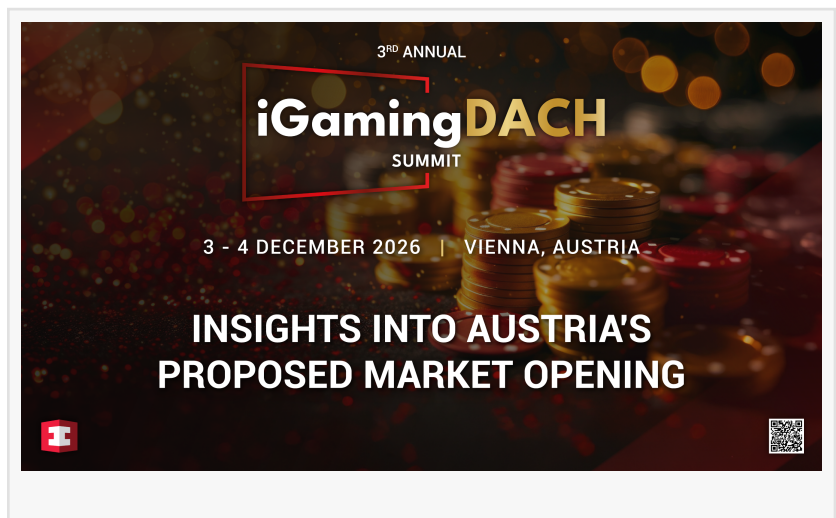 3RD ANNUAL
iGamingDACH
SUMMIT
3 - 4 DECEMBER 2026 | VIENNA, AUSTRIA
INSIGHTS INTO AUSTRIA'S
PROPOSED MARKET OPENING